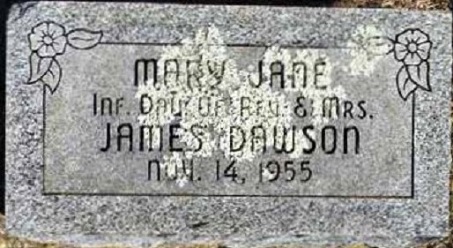 MARY JANE
INF. DAU. OF REV. & MRS.
JAMES DAWSON
NOV. 14, 1955